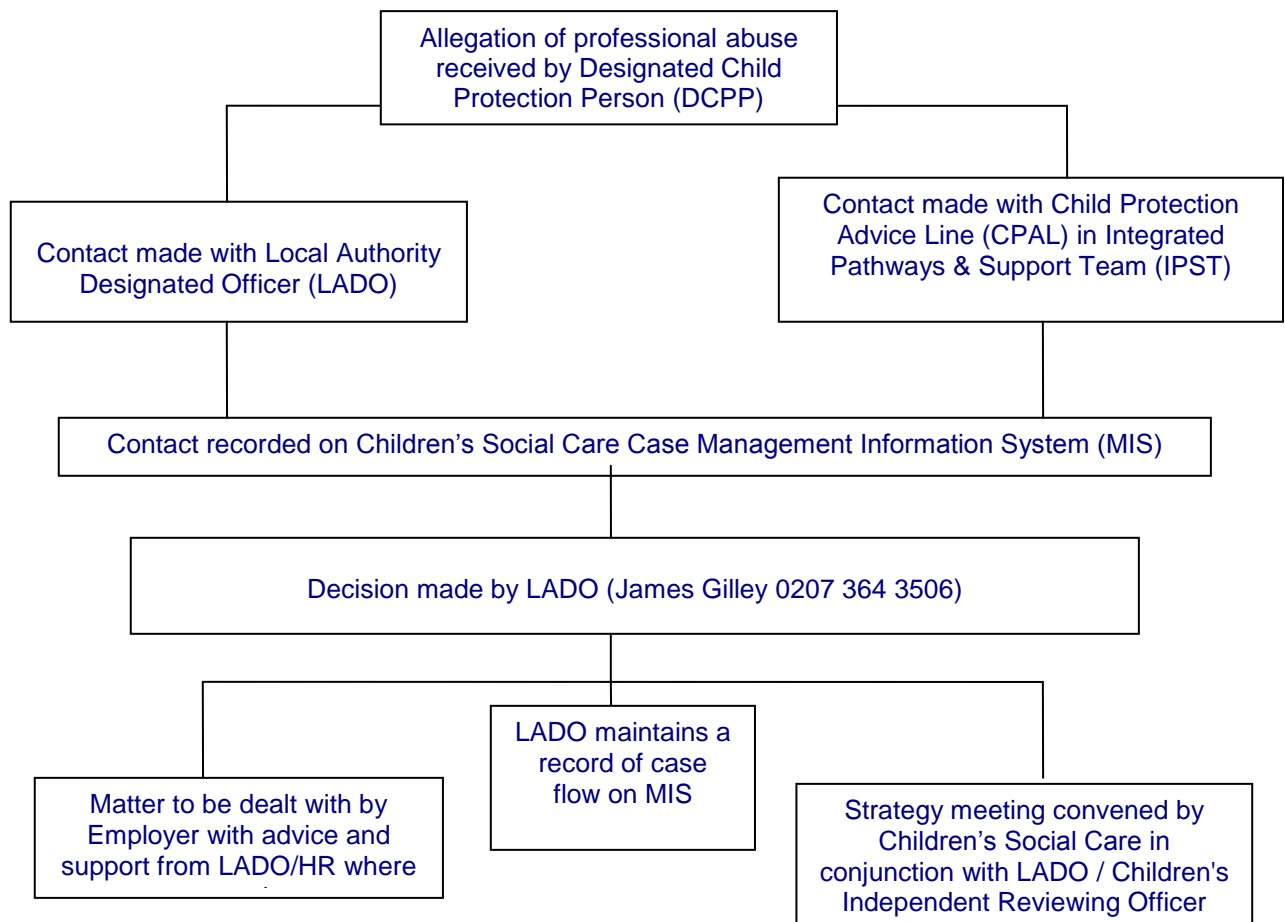 Allegation of professional abuse
received by Designated Child
Protection Person (DCPP)
Contact made with Local Authority
Designated Officer (LADO)
Contact made with Child Protection
Advice Line (CPAL) in Integrated
Pathways & Support Team (IPST)
Contact recorded on Children’s Social Care Case Management Information System (MIS)
Decision made by LADO (James Gilley 0207 364 3506)
Matter to be dealt with by
Employer with advice and
support from LADO/HR where
LADO maintains a
record of case
flow on MIS
Strategy meeting convened by
Children’s Social Care in
conjunction with LADO / Children's
Independent Reviewing Officer